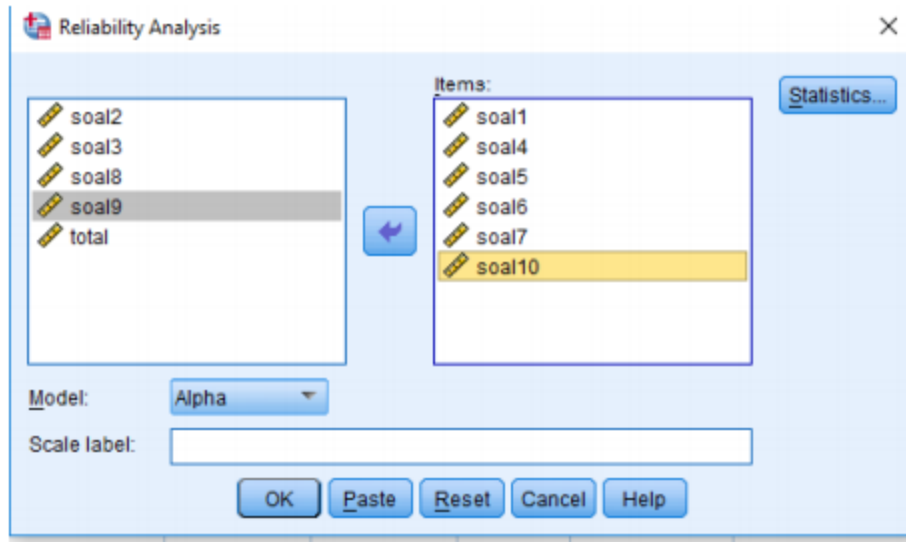 Reliability Analysis
Items:
Statistics...
soal2
soal3
soal8
soal9
total
soal1
soal4
soal5
soal6
soal7
soal10
Model:
Alpha
Scale label:
OK
Paste
Reset
Cancel
Help